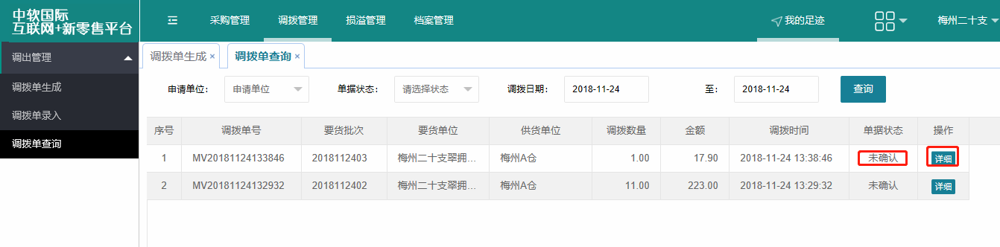 中软国际
互联网+新零售平台
采购管理 调拨管理 损溢管理 档案管理 我的足迹 梅州二十支
调出管理
调拨单生成
调拨单录入
调拨单查询
调拨单生成 × 调拨单查询 ×
申请单位: 申请单位 单据状态: 请选择状态 调拨日期: 2018-11-24 至: 2018-11-24 查询
序号 调拨单号 要货批次 要货单位 供货单位 调拨数量 金额 调拨时间 单据状态 操作
1 MV20181124133846 2018112403 梅州二十支翠拥... 梅州A仓 1.00 17.90 2018-11-24 13:38:46 未确认 详细
2 MV20181124132932 2018112402 梅州二十支翠拥... 梅州A仓 11.00 223.00 2018-11-24 13:29:32 未确认 详细